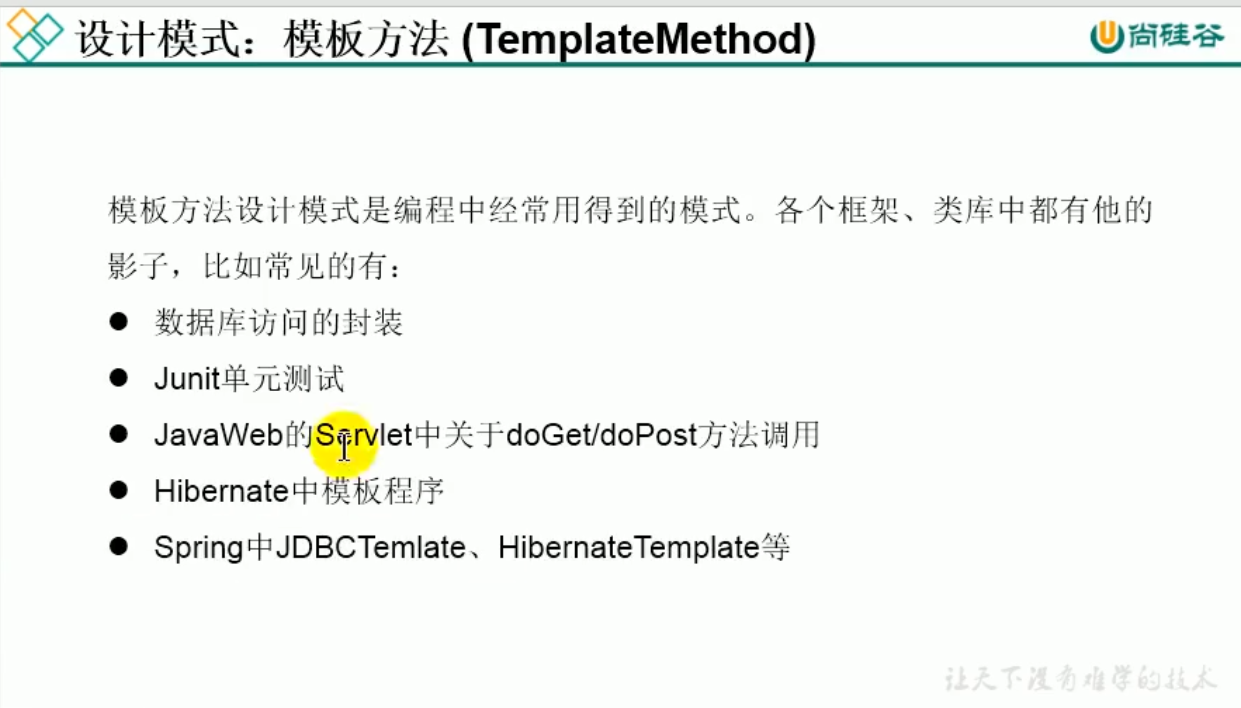 设计模式：模板方法 (TemplateMethod)
尚硅谷
模板方法设计模式是编程中经常用得到的模式。各个框架、类库中都有他的
影子，比如常见的有：
● 数据库访问的封装
● Junit单元测试
● JavaWeb的Servlet中关于doGet/doPost方法调用
● Hibernate中模板程序
● Spring中JDBCTemlate、HibernateTemplate等
让天下没有难学的技术